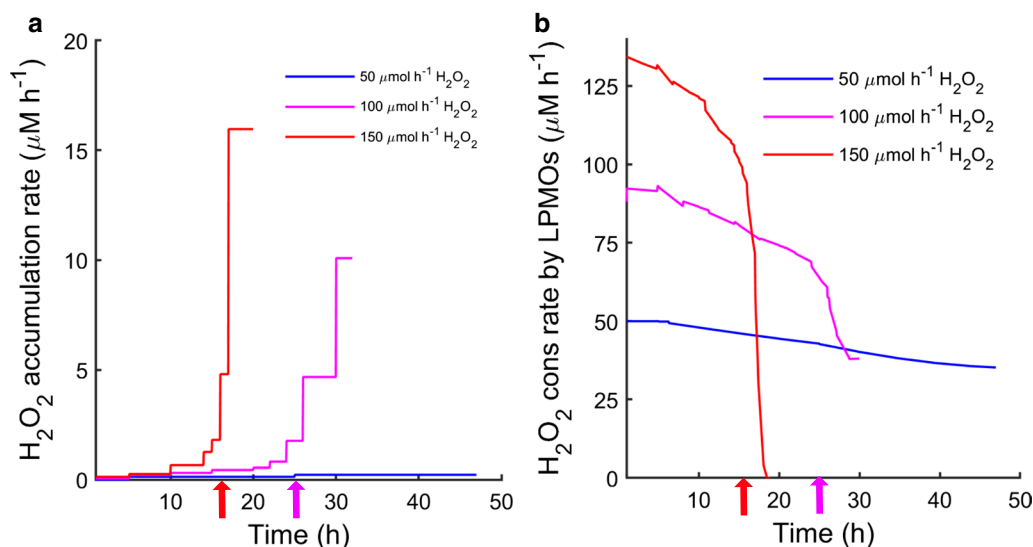 a
H₂O₂ accumulation rate (μM h⁻¹)
20
15
10
5
0
50 μmol h⁻¹ H₂O₂
100 μmol h⁻¹ H₂O₂
150 μmol h⁻¹ H₂O₂
10 20 30 40 50
Time (h)
b
H₂O₂ cons rate by LPMOs (μM h⁻¹)
125
100
75
50
25
0
50 μmol h⁻¹ H₂O₂
100 μmol h⁻¹ H₂O₂
150 μmol h⁻¹ H₂O₂
10 20 30 40 50
Time (h)